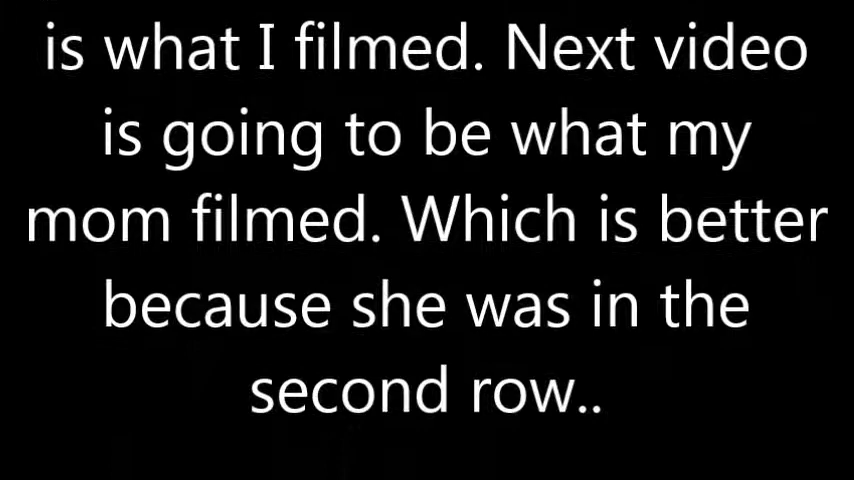 is what I filmed. Next video
is going to be what my
mom filmed. Which is better
because she was in the
second row..